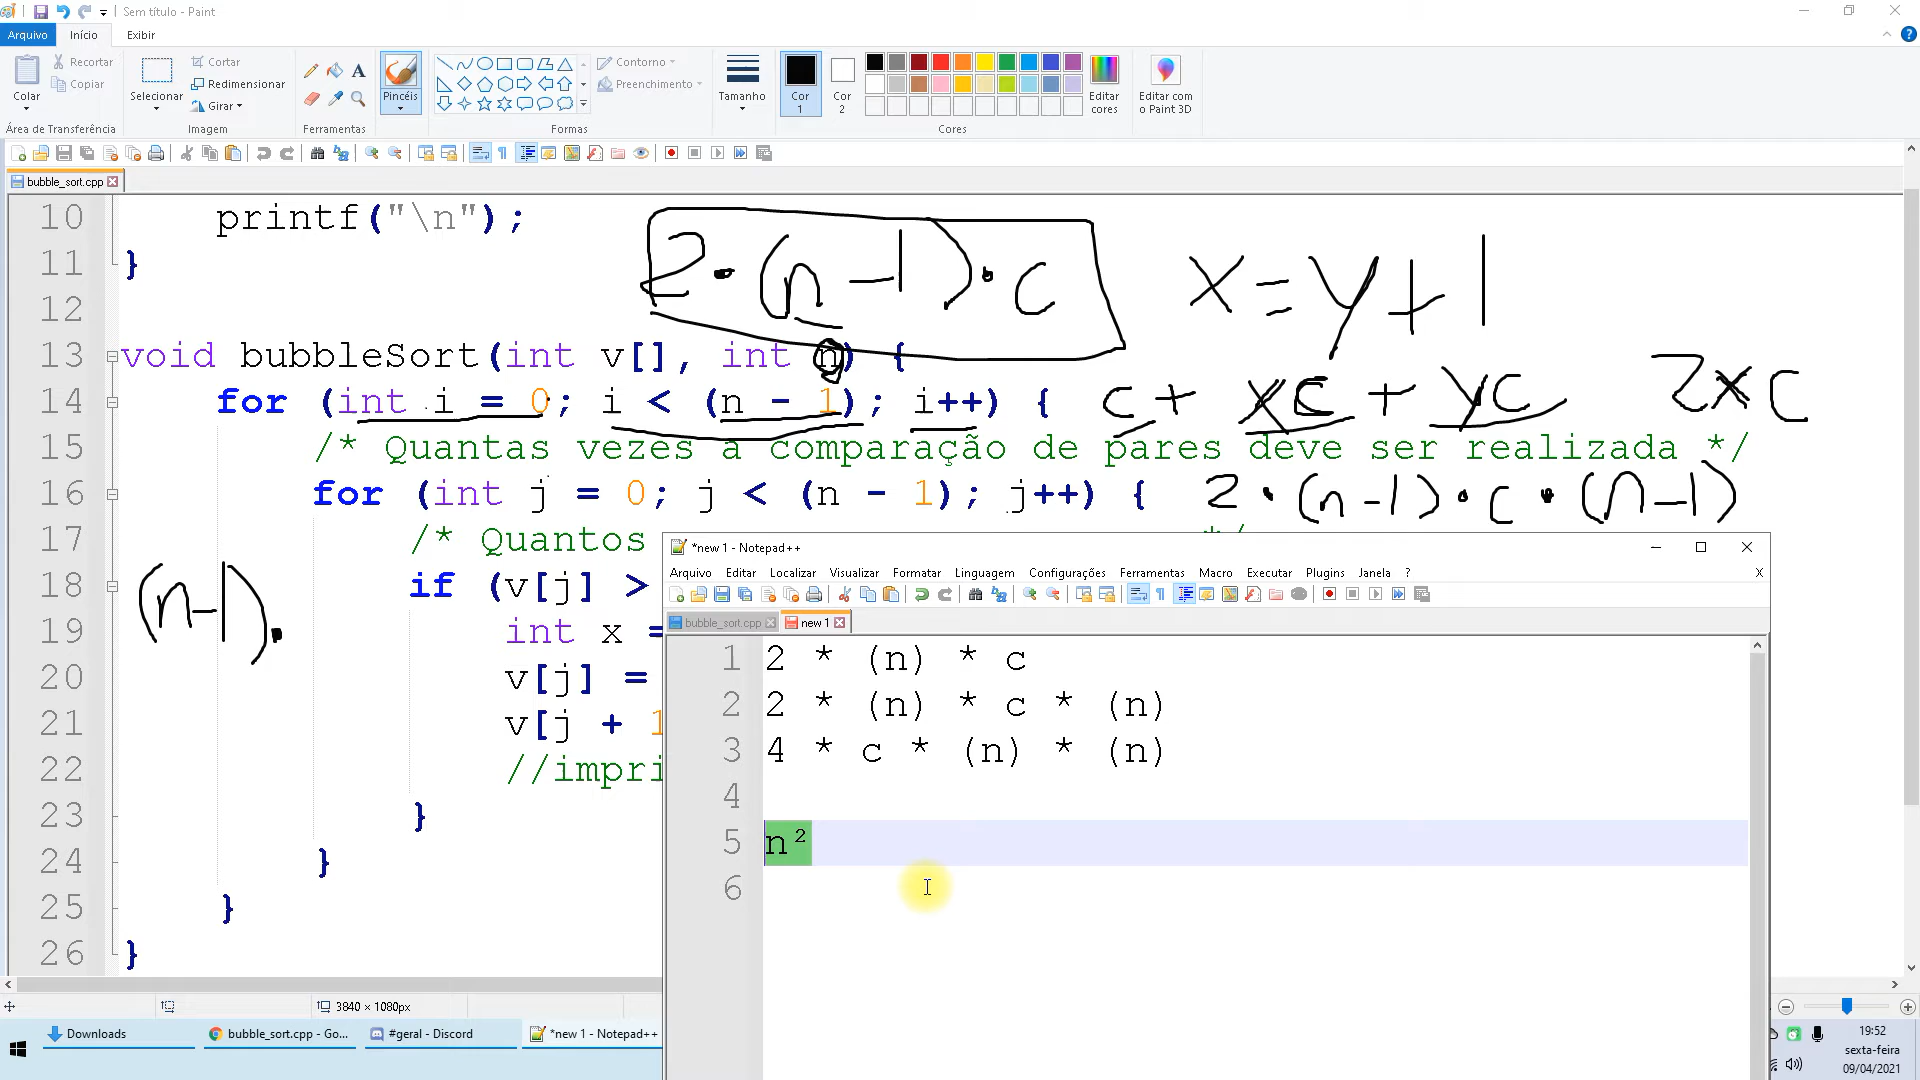 Sem título - Paint
Arquivo Início Exibir
Colar
Recortar
Copiar
Área de Transferência
Selecionar
Cortar
Redimensionar
Girar
Imagem
A
Ferramentas
Pincéis
Contorno
Preenchimento
Formas
Tamanho
Cor 1
Cor 2
Editar cores
Cores
Editar com o Paint 3D
bubble_sort.cpp
10 printf("\n");
11 }
12
2 · (n-1) · c
x = y + 1
13 void bubbleSort(int v[], int n) {
14 for (int i = 0; i < (n - 1); i++) { c + xc + yc 2xc
15 /* Quantas vezes a comparação de pares deve ser realizada */
16 for (int j = 0; j < (n - 1); j++) { 2 · (n-1) · c · (n-1)
17 /* Quantos */
18 if (v[j] >
(n-1).
19 int x =
20 v[j] =
21 v[j + 1
22 //impri
23 }
24 }
25 }
26 }
*new 1 - Notepad++
Arquivo Editar Localizar Visualizar Formatar Linguagem Configurações Ferramentas Macro Executar Plugins Janela ? X
bubble_sort.cpp new 1
1 2 * (n) * c
2 2 * (n) * c * (n)
3 4 * c * (n) * (n)
4
5 n²
6
3840 × 1080px
Downloads
bubble_sort.cpp - Go...
#geral - Discord
*new 1 - Notepad++
19:52
sexta-feira
09/04/2021